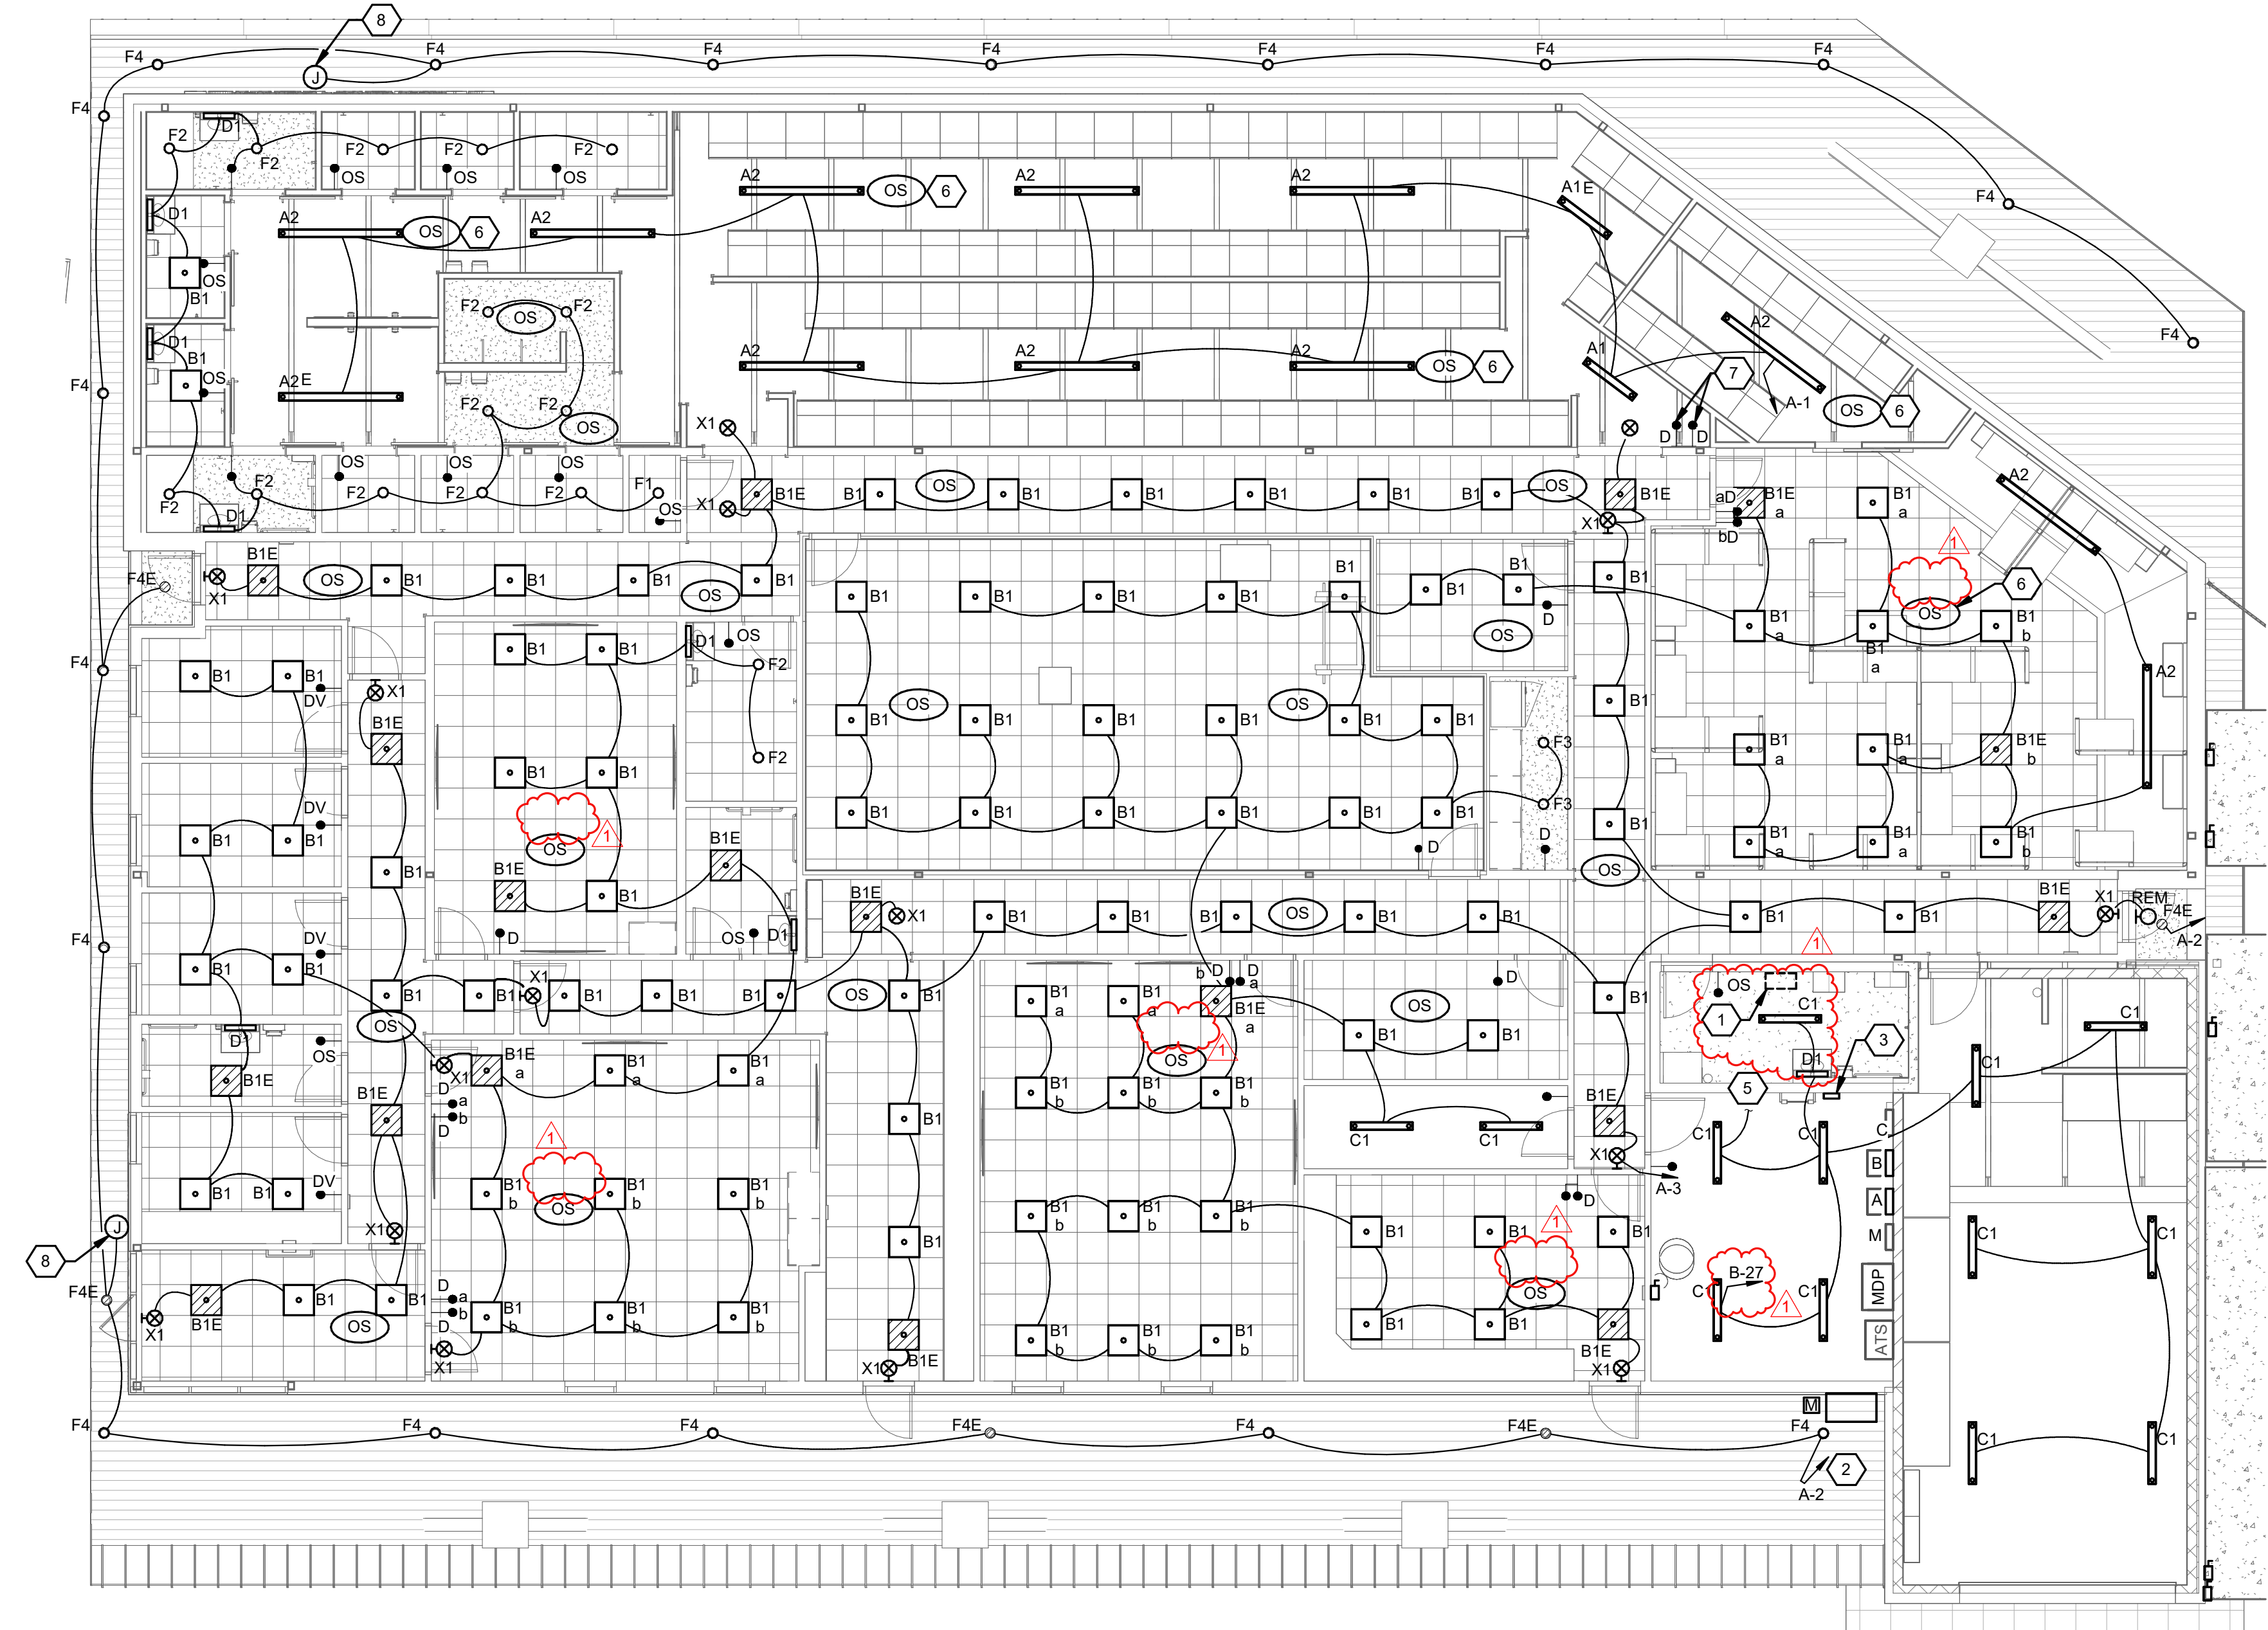 8
F4 F4 F4 F4 F4 F4 F4
J
F4
D1
F2 F2 F2 F2 F2
OS OS OS
A2 OS 6 A2 A2 A1E
F4
D1 A2 OS 6 A2
OS
B1
F2 OS F2 A2
F4
D1
B1 A2 A2 A2 OS 6 A1
OS
7
F4 A2E F2 F2 A-1 OS 6
OS X1 D D
OS OS OS
F2 F2 F2 F2 F1 OS B1E B1 OS B1 B1 B1 B1 B1 OS B1E aD B1E B1 A2
a a
F2 D1 OS X1 X1
bD
1
B1E B1
F4E OS B1 B1 B1 B1 B1 B1 B1 6
X1 OS B1 B1 B1 B1 B1 B1
D OS
B1 B1 D1 OS OS B1 B1 B1
a a b
F4 B1 B1 F2 A2
X1 DV B1
B1E OS OS
B1 B1 B1 B1 B1 B1 F3 B1 B1 B1E
a a b
B1 B1 F2
DV F3
B1 B1 1 B1 B1 B1 B1 B1 B1 B1 B1 B1 B1
a a b
OS B1E D D
B1 B1E OS
B1E B1E X1 REM
F4 DV D OS D1 X1 B1 B1 B1 OS B1 B1 B1 B1 F4E
A-2
1
B1 B1 X1 b D D
a
B1 B1 B1 B1 B1 OS B1 B1 B1 B1E OS D B1 OS
a a a C1
OS 1 C1
D1 OS 1 B1 B1 3
B1E X1 B1E B1 B1 OS D1 C1
a a a
B1E D B1 B1 B1 5
b b b
a
b
D B1 C1 C1 B1E C1 C1 C
1 X1 B
B1 B1 DV B1 B1 B1 A-3 A
b b b D
OS B1 B1 B1 1
b b b
J X1 B1 B1 B1 B1 M C1 C1
8
OS B-27
F4E D a C1 C1 MDP
b
B1E B1 B1 D B1 B1 B1 B1 B1 1
b b b
X1 OS B1 B1 B1 B1E ATS
b b b
X1 X1 B1E X1
M
F4 F4 F4 F4E F4 F4E F4 C1 C1
2
A-2